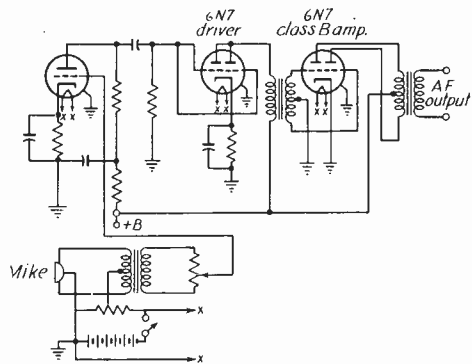 6N7
driver
6N7
class B amp.
x x
x x
x x
AF
output
+B
Mike
x
x